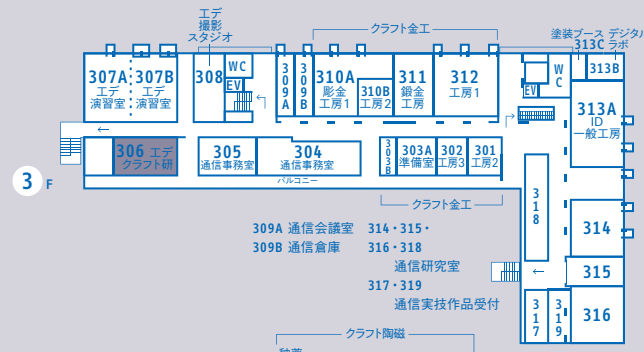 エデ
撮影
スタジオ
クラフト金工
塗装ブース デジタル
313C ラボ
307A 307B
エデ エデ
演習室 演習室
308
WC
EV
309A
309B
310A
彫金
工房1
310B
工房2
311
鍛金
工房
312
工房1
EV
WC
313B
313A
ID
一般工房
306 エデ
クラフト研
305
通信事務室
304
通信事務室
バルコニー
303B
303A
準備室
302
工房3
301
工房2
クラフト金工
3 F
318
314
315
316
317
319
309A 通信会議室
309B 通信倉庫
314・315・
316・318
通信研究室
317・319
通信実技作品受付
クラフト陶磁